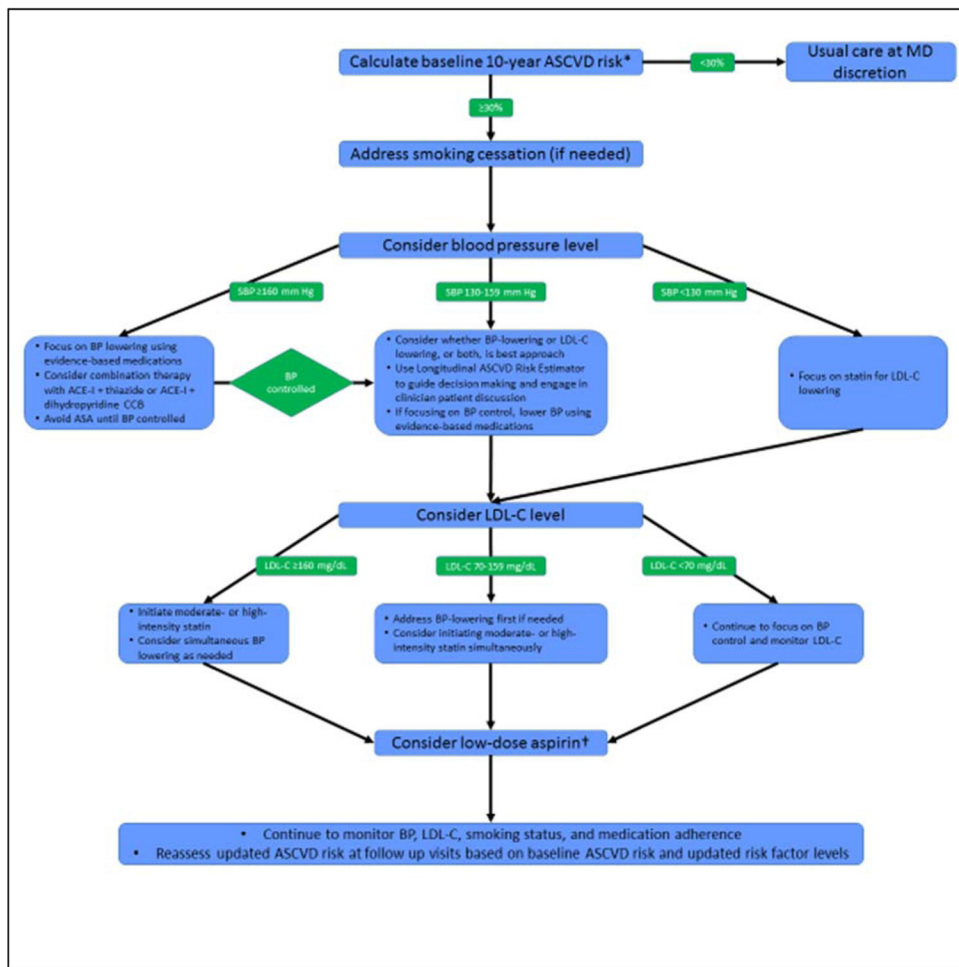 Calculate baseline 10-year ASCVD risk*
<30%
Usual care at MD
discretion
≥30%
Address smoking cessation (if needed)
Consider blood pressure level
SBP ≥160 mm Hg
SBP 130-159 mm Hg
SBP <130 mm Hg
• Focus on BP lowering using
evidence-based medications
• Consider combination therapy
with ACE-I + thiazide or ACE-I +
dihydropyridine CCB
• Avoid ASA until BP controlled
BP
controlled
• Consider whether BP-lowering or LDL-C
lowering, or both, is best approach
• Use Longitudinal ASCVD Risk Estimator
to guide decision making and engage in
clinician patient discussion
• If focusing on BP control, lower BP using
evidence-based medications
• Focus on statin for LDL-C
lowering
Consider LDL-C level
LDL-C ≥160 mg/dL
LDL-C 70-159 mg/dL
LDL-C <70 mg/dL
• Initiate moderate- or high-
intensity statin
• Consider simultaneous BP
lowering as needed
• Address BP-lowering first if needed
• Consider initiating moderate- or high-
intensity statin simultaneously
• Continue to focus on BP
control and monitor LDL-C
Consider low-dose aspirin†
• Continue to monitor BP, LDL-C, smoking status, and medication adherence
• Reassess updated ASCVD risk at follow up visits based on baseline ASCVD risk and updated risk factor levels